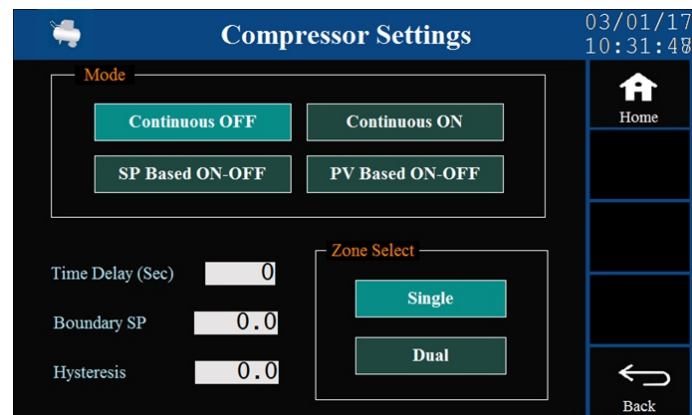 Compressor Settings
03/01/17
10:31:48
Mode
Continuous OFF
Continuous ON
SP Based ON-OFF
PV Based ON-OFF
Home
Time Delay (Sec) 0
Boundary SP 0.0
Hysteresis 0.0
Zone Select
Single
Dual
Back